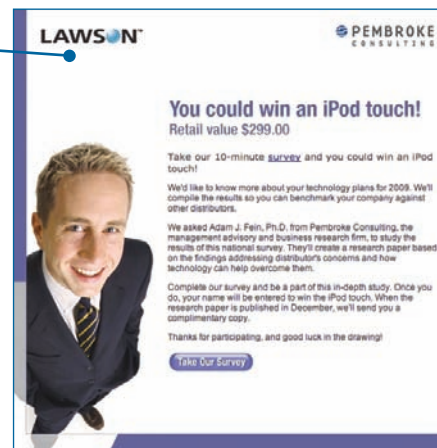 LAWSON™
PEMBROKE
CONSULTING
You could win an iPod touch!
Retail value $299.00
Take our 10-minute survey and you could win an iPod
touch!
We'd like to know more about your technology plans for 2009. We'll
compile the results so you can benchmark your company against
other distributors.
We asked Adam J. Fein, Ph.D. from Pembroke Consulting, the
management advisory and business research firm, to study the
results of this national survey. They'll create a research paper based
on the findings addressing distributor's concerns and how
technology can help overcome them.
Complete our survey and be a part of this in-depth study. Once you
do, your name will be entered to win the iPod touch. When the
research paper is published in December, we'll send you a
complimentary copy.
Thanks for participating, and good luck in the drawing!
Take Our Survey